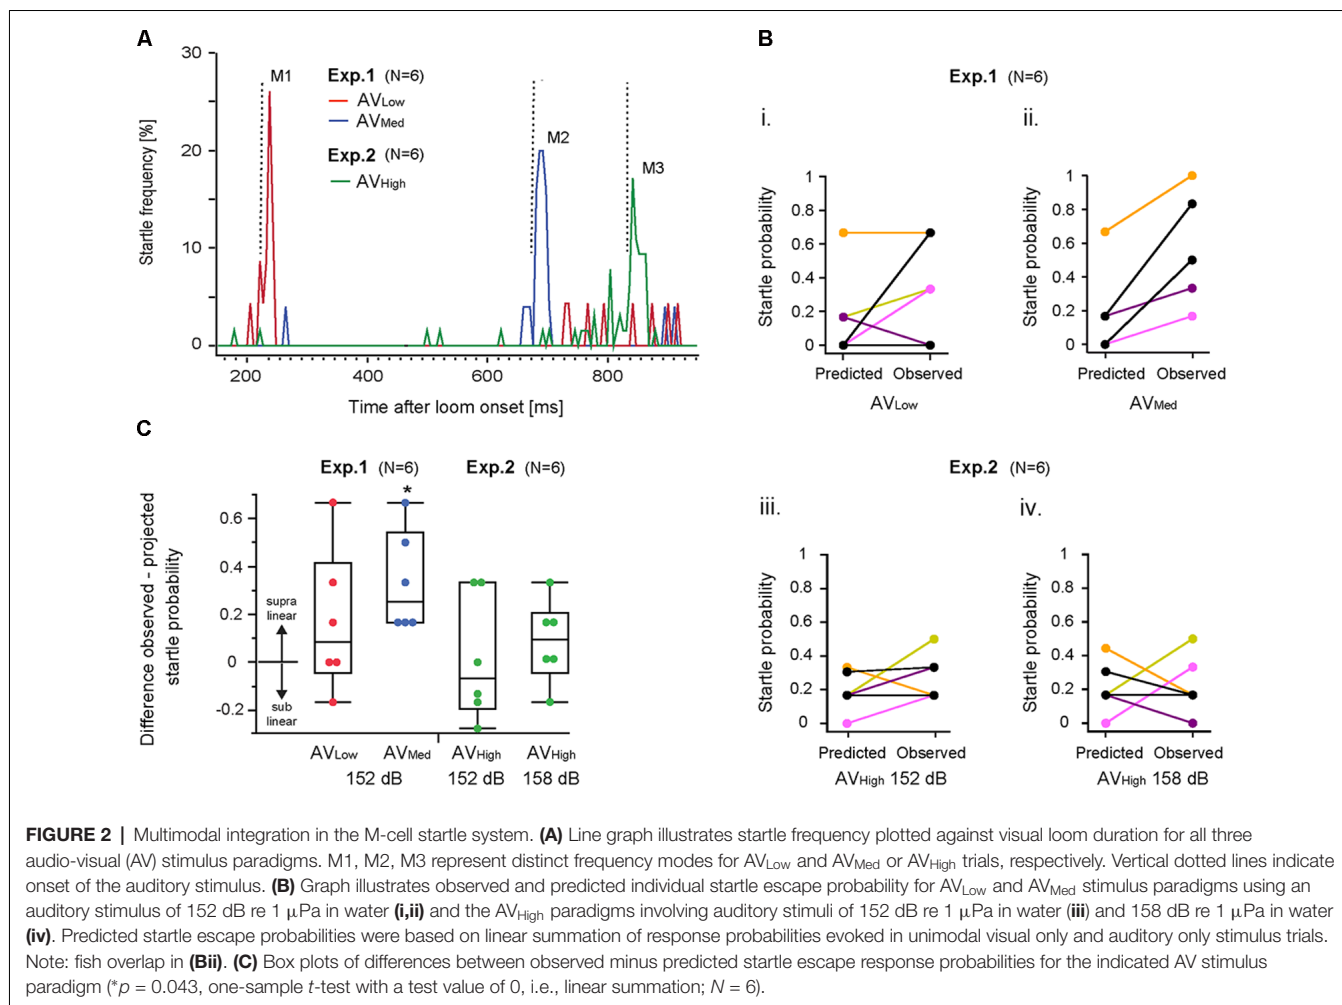 A
30
20
10
0
Startle frequency [%]
M1
Exp.1 (N=6)
AVLow
AVMed
Exp.2 (N=6)
AVHigh
M2
M3
200
400
600
800
Time after loom onset [ms]
B
Exp.1 (N=6)
i.
1
0.8
0.6
0.4
0.2
0
Startle probability
Predicted Observed
AVLow
ii.
1
0.8
0.6
0.4
0.2
0
Startle probability
Predicted Observed
AVMed
C
Exp.1 (N=6)
Exp.2 (N=6)
Difference observed - projected
startle probability
0.6
0.4
0.2
0
-0.2
supra
linear
sub
linear
*
AVLow AVMed AVHigh AVHigh
152 dB 152 dB 158 dB
Exp.2 (N=6)
iii.
1
0.8
0.6
0.4
0.2
0
Startle probability
Predicted Observed
AVHigh 152 dB
iv.
1
0.8
0.6
0.4
0.2
0
Startle probability
Predicted Observed
AVHigh 158 dB
FIGURE 2 | Multimodal integration in the M-cell startle system. (A) Line graph illustrates startle frequency plotted against visual loom duration for all three
audio-visual (AV) stimulus paradigms. M1, M2, M3 represent distinct frequency modes for AVLow and AVMed or AVHigh trials, respectively. Vertical dotted lines indicate
onset of the auditory stimulus. (B) Graph illustrates observed and predicted individual startle escape probability for AVLow and AVMed stimulus paradigms using an
auditory stimulus of 152 dB re 1 μPa in water (i,ii) and the AVHigh paradigms involving auditory stimuli of 152 dB re 1 μPa in water (iii) and 158 dB re 1 μPa in water
(iv). Predicted startle escape probabilities were based on linear summation of response probabilities evoked in unimodal visual only and auditory only stimulus trials.
Note: fish overlap in (Bii). (C) Box plots of differences between observed minus predicted startle escape response probabilities for the indicated AV stimulus
paradigm (*p = 0.043, one-sample t-test with a test value of 0, i.e., linear summation; N = 6).